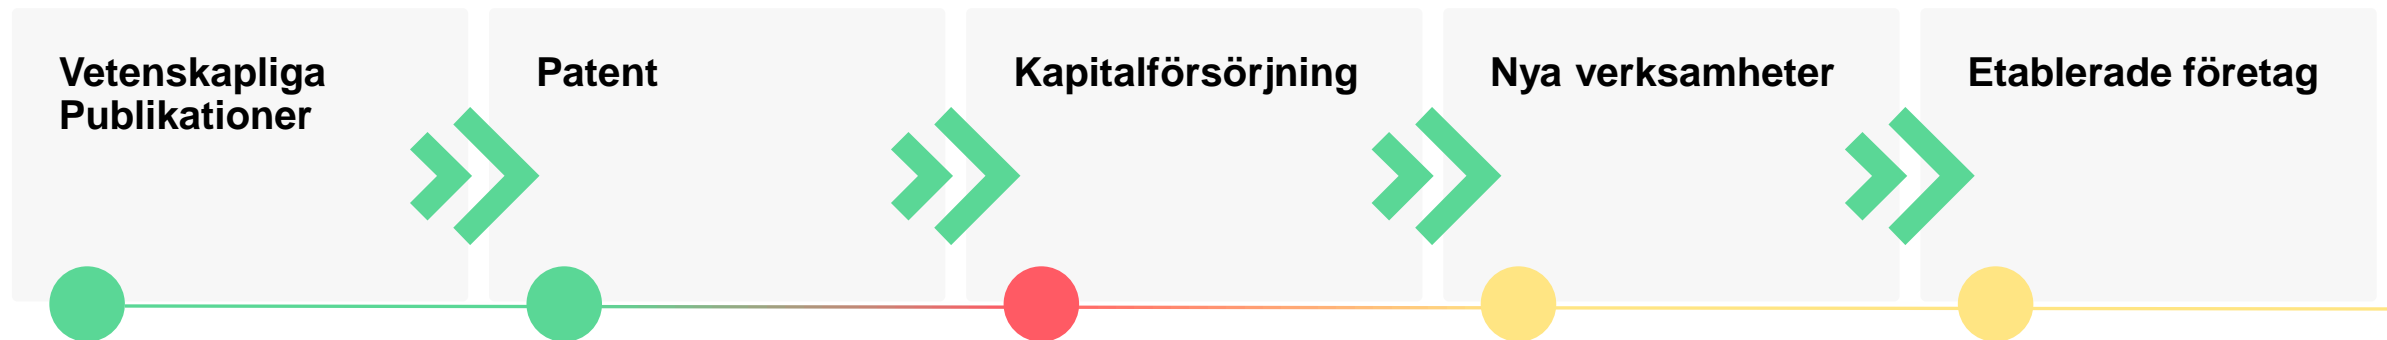 Vetenskapliga
Publikationer
Patent
Kapitalförsörjning
Nya verksamheter
Etablerade företag